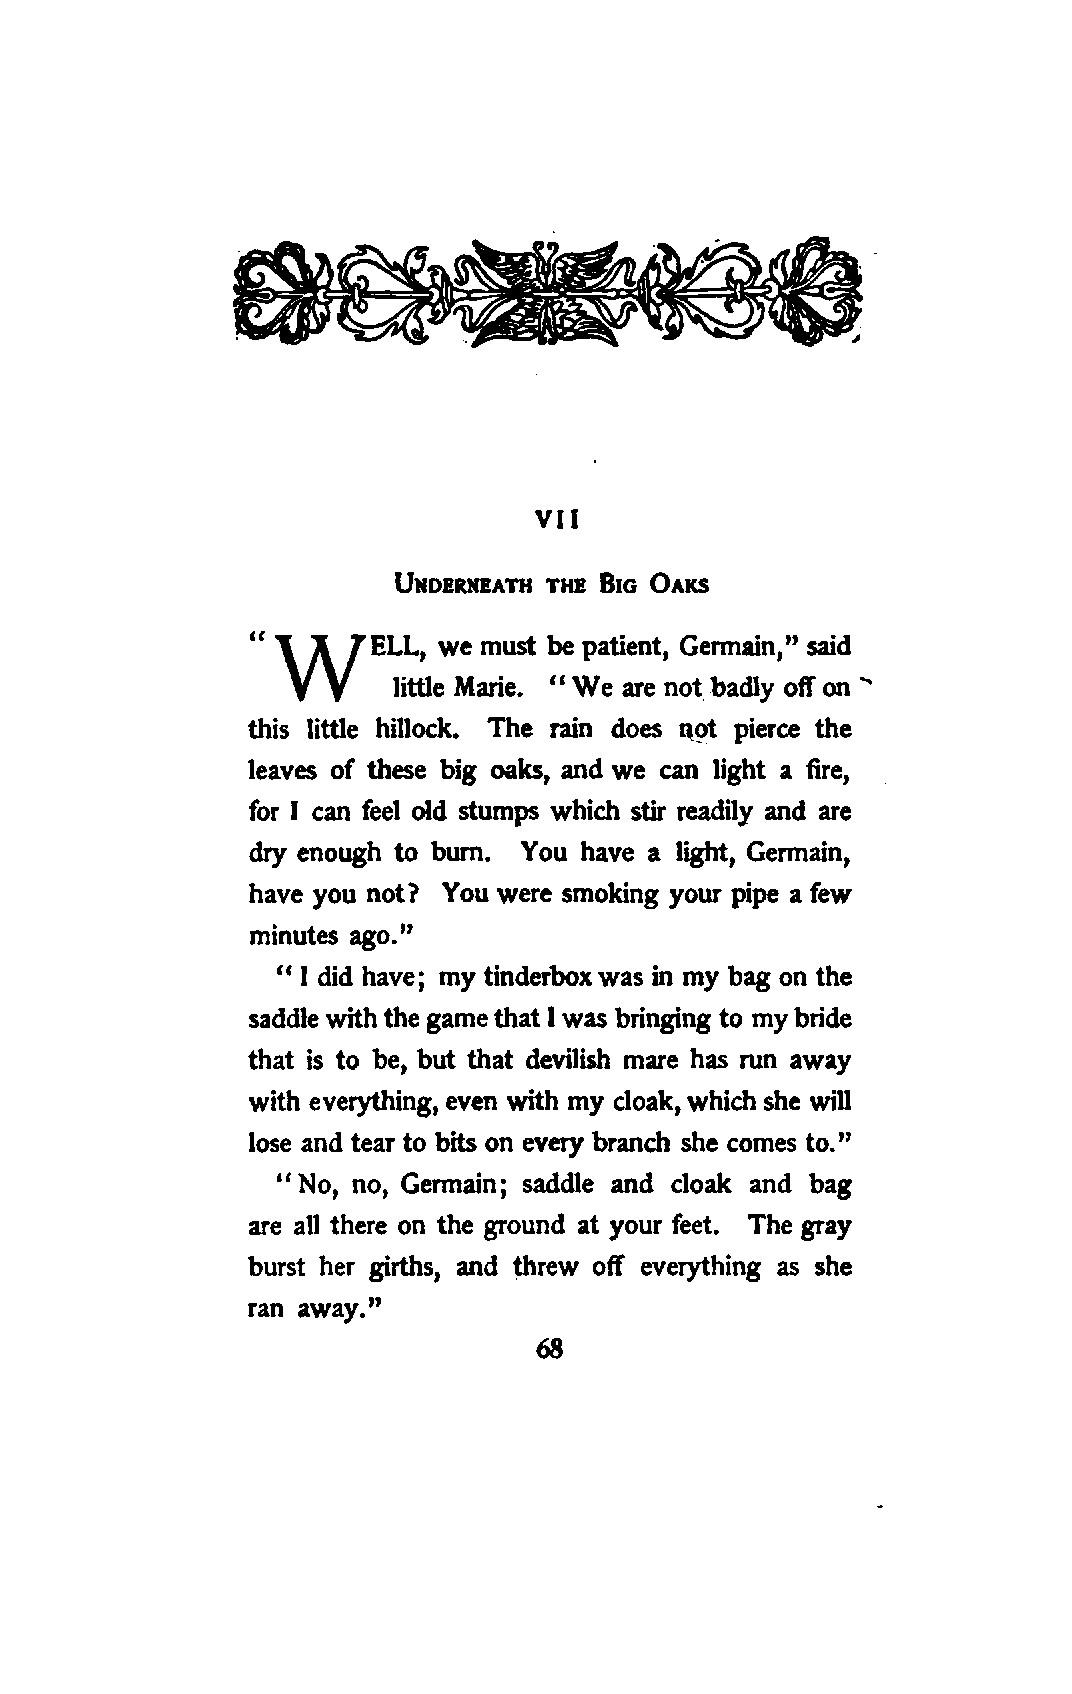 VII
UNDERNEATH THE BIG OAKS
"WELL, we must be patient, Germain," said
little Marie. "We are not badly off on
this little hillock. The rain does not pierce the
leaves of these big oaks, and we can light a fire,
for I can feel old stumps which stir readily and are
dry enough to burn. You have a light, Germain,
have you not? You were smoking your pipe a few
minutes ago."
"I did have; my tinderbox was in my bag on the
saddle with the game that I was bringing to my bride
that is to be, but that devilish mare has run away
with everything, even with my cloak, which she will
lose and tear to bits on every branch she comes to."
"No, no, Germain; saddle and cloak and bag
are all there on the ground at your feet. The gray
burst her girths, and threw off everything as she
ran away."
68